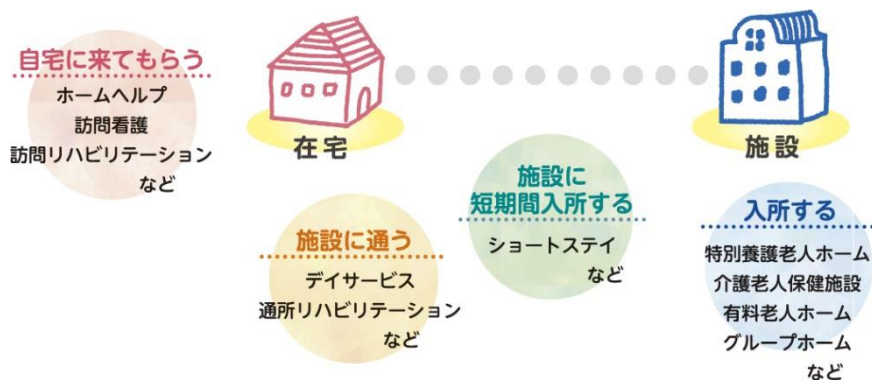 自宅に来てもらう
ホームヘルプ
訪問看護
訪問リハビリテーション
など
在宅
施設に通う
デイサービス
通所リハビリテーション
など
施設に
短期間入所する
ショートステイ
など
施設
入所する
特別養護老人ホーム
介護老人保健施設
有料老人ホーム
グループホーム
など